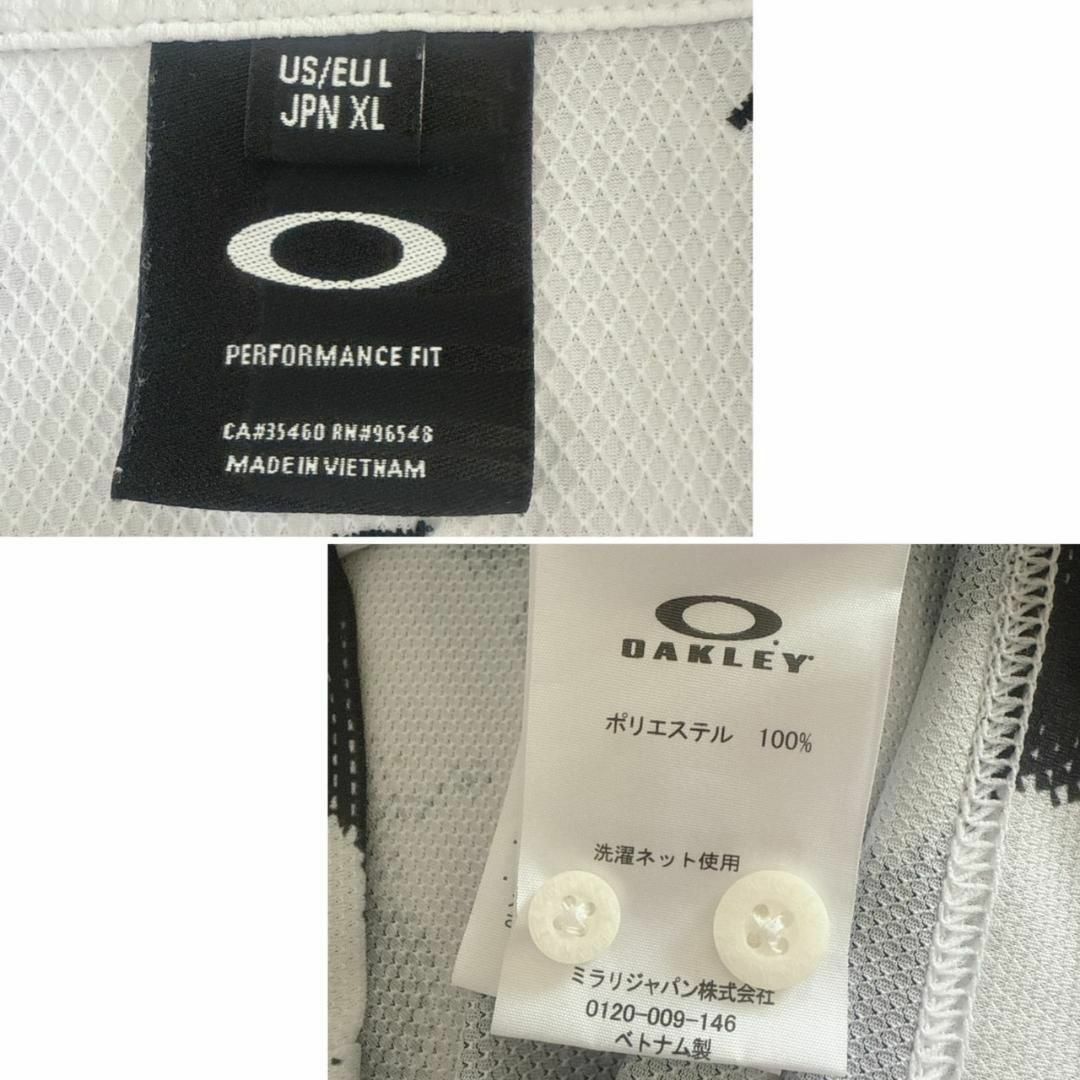 US/EU L
JPN XL
PERFORMANCE FIT
CA#35460 RN#96548
MADE IN VIETNAM
OAKLEY
ポリエステル 100%
洗濯ネット使用
ミラリジャパン株式会社
0120-009-146
ベトナム製